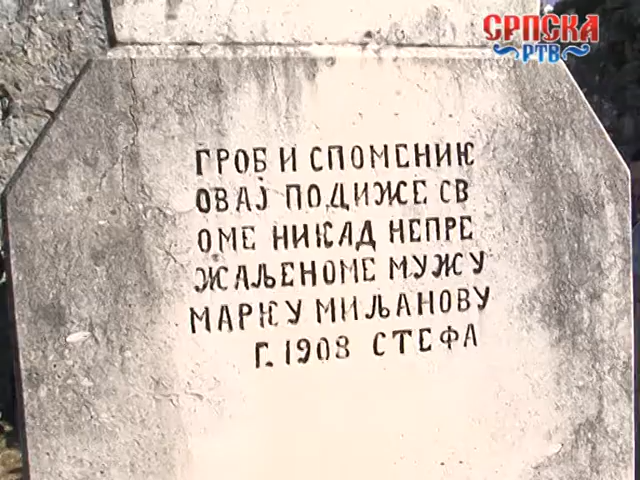 СРПСКА
РТВ
ГРОБ И СПОМЕНИК
ОВАЈ ПОДИЖЕ СВ
ОМЕ НИКАД НЕПРЕ
ЖАЉЕНОМЕ МУЖУ
МАРКУ МИЉАНОВУ
Г. 1908 СТЕФА